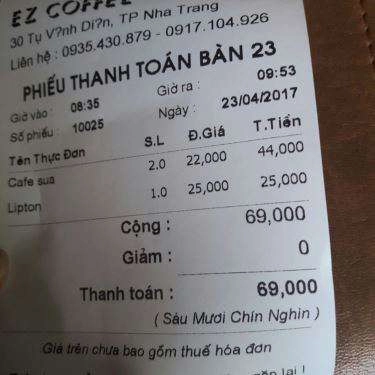 EZ COFFEE
30 Tụ V?nh Di?n, TP Nha Trang
Liên hệ : 0935.430.879 - 0917.104.926
PHIẾU THANH TOÁN BÀN 23
Giờ vào : 08:35 Giờ ra : 09:53
Số phiếu : 10025 Ngày : 23/04/2017
Tên Thực Đơn S.L Đ.Giá T.Tiền
Cafe sua 2.0 22,000 44,000
Lipton 1.0 25,000 25,000
Cộng : 69,000
Giảm : 0
Thanh toán : 69,000
( Sáu Mươi Chín Nghìn )
Giá trên chưa bao gồm thuế hóa đơn
lại !